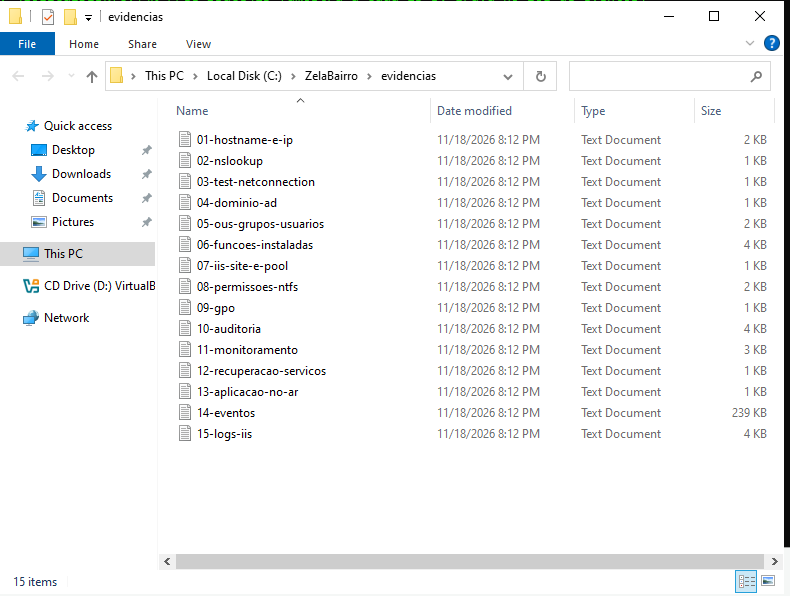 evidencias
File Home Share View
This PC Local Disk (C:) ZelaBairro evidencias
Name Date modified Type Size
Quick access
Desktop
Downloads
Documents
Pictures
This PC
CD Drive (D:) VirtualB
Network
01-hostname-e-ip 11/18/2026 8:12 PM Text Document 2 KB
02-nslookup 11/18/2026 8:12 PM Text Document 1 KB
03-test-netconnection 11/18/2026 8:12 PM Text Document 1 KB
04-dominio-ad 11/18/2026 8:12 PM Text Document 1 KB
05-ous-grupos-usuarios 11/18/2026 8:12 PM Text Document 2 KB
06-funcoes-instaladas 11/18/2026 8:12 PM Text Document 4 KB
07-iis-site-e-pool 11/18/2026 8:12 PM Text Document 1 KB
08-permissoes-ntfs 11/18/2026 8:12 PM Text Document 2 KB
09-gpo 11/18/2026 8:12 PM Text Document 1 KB
10-auditoria 11/18/2026 8:12 PM Text Document 4 KB
11-monitoramento 11/18/2026 8:12 PM Text Document 3 KB
12-recuperacao-servicos 11/18/2026 8:12 PM Text Document 1 KB
13-aplicacao-no-ar 11/18/2026 8:12 PM Text Document 1 KB
14-eventos 11/18/2026 8:12 PM Text Document 239 KB
15-logs-iis 11/18/2026 8:12 PM Text Document 4 KB
15 items